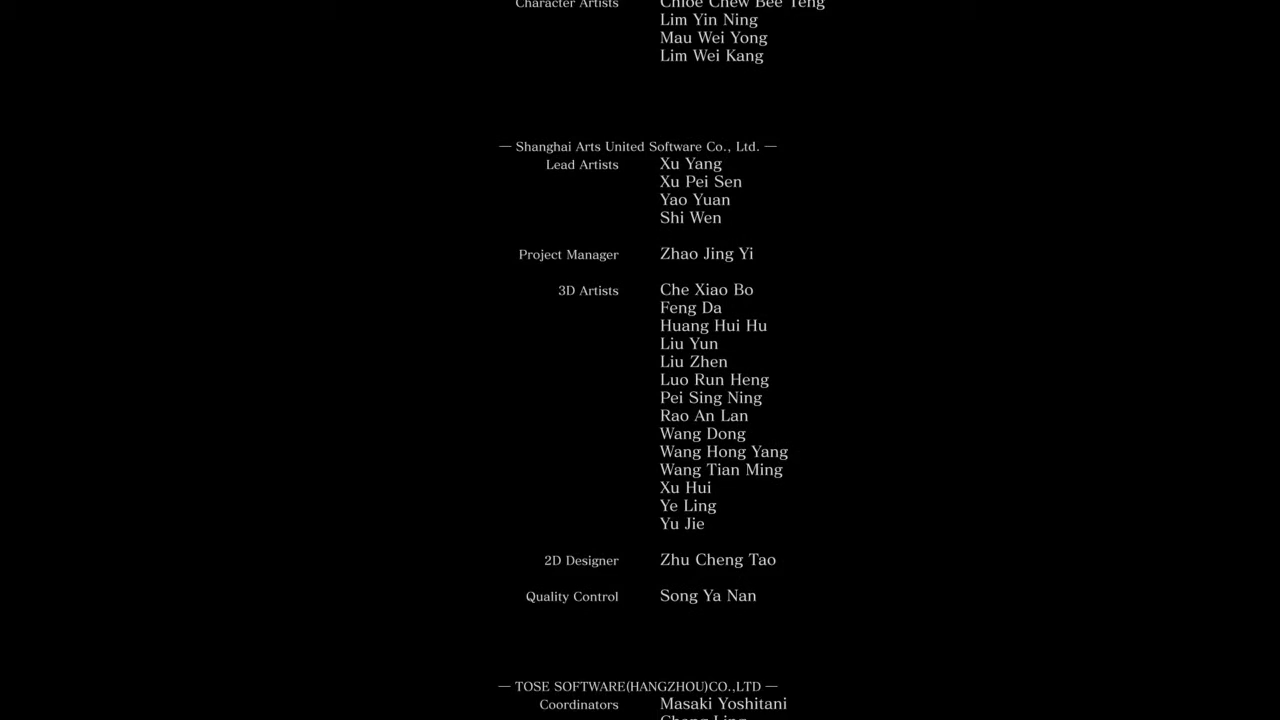 Character Artists Chloe Chew Bee Teng
Lim Yin Ning
Mau Wei Yong
Lim Wei Kang
— Shanghai Arts United Software Co., Ltd. —
Lead Artists Xu Yang
Xu Pei Sen
Yao Yuan
Shi Wen
Project Manager Zhao Jing Yi
3D Artists Che Xiao Bo
Feng Da
Huang Hui Hu
Liu Yun
Liu Zhen
Luo Run Heng
Pei Sing Ning
Rao An Lan
Wang Dong
Wang Hong Yang
Wang Tian Ming
Xu Hui
Ye Ling
Yu Jie
2D Designer Zhu Cheng Tao
Quality Control Song Ya Nan
— TOSE SOFTWARE(HANGZHOU)CO.,LTD —
Coordinators Masaki Yoshitani